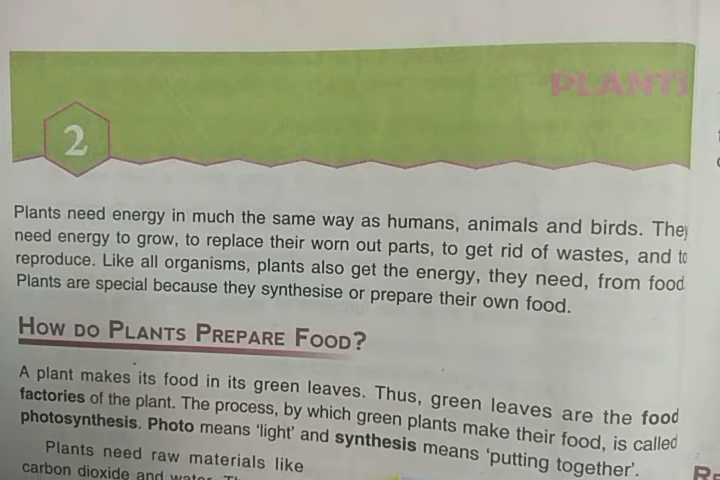 PLANTS
2
Plants need energy in much the same way as humans, animals and birds. They
need energy to grow, to replace their worn out parts, to get rid of wastes, and to
reproduce. Like all organisms, plants also get the energy, they need, from food.
Plants are special because they synthesise or prepare their own food.
HOW DO PLANTS PREPARE FOOD?
A plant makes its food in its green leaves. Thus, green leaves are the food
factories of the plant. The process, by which green plants make their food, is called
photosynthesis. Photo means 'light' and synthesis means 'putting together'.
Plants need raw materials like
carbon dioxide and water.